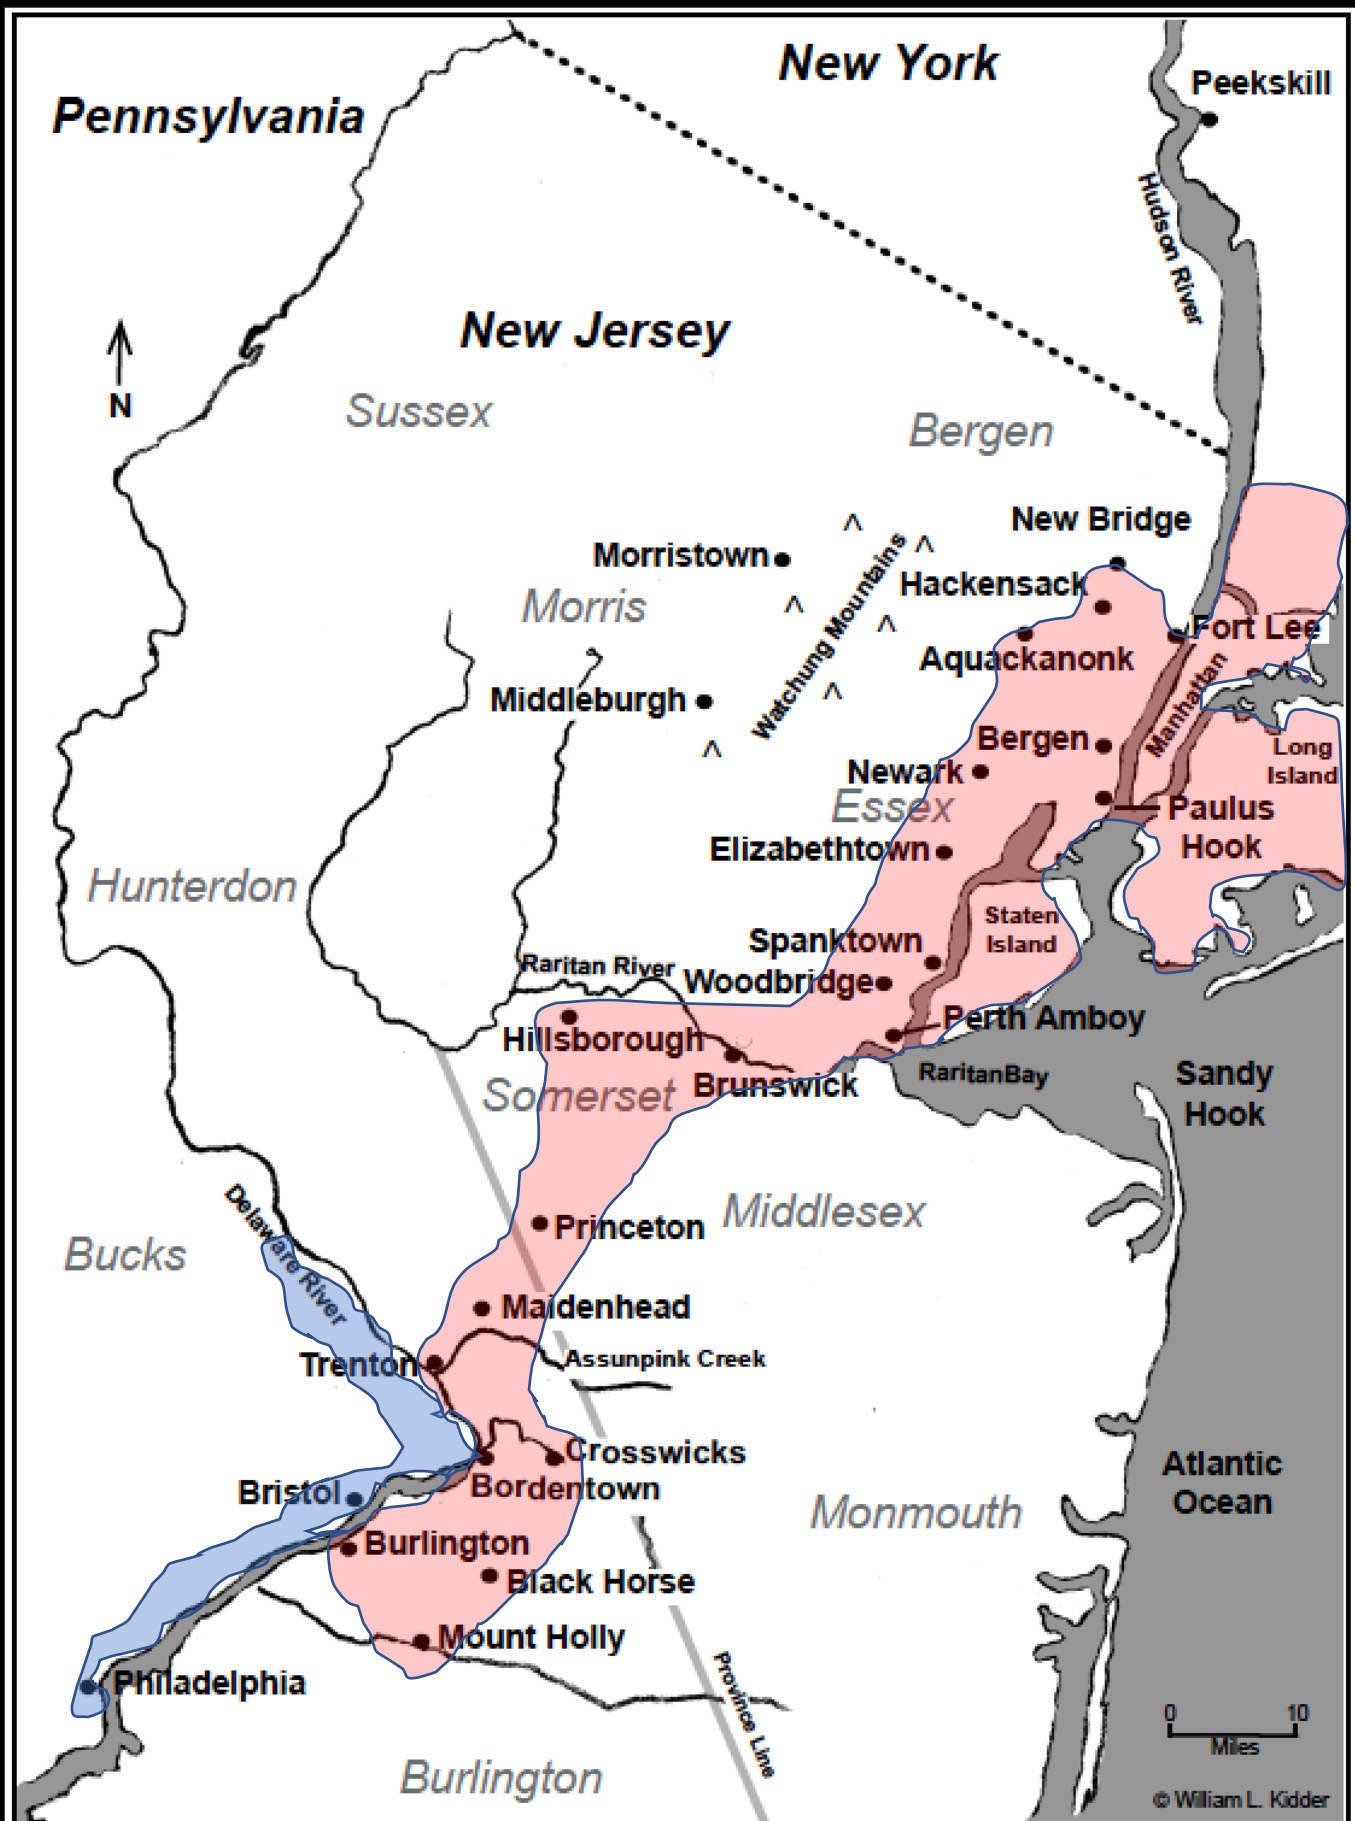 New York
Peekskill
Pennsylvania
Hudson River
New Jersey
N
Sussex
Bergen
New Bridge
Morristown
Watchung Mountains
Hackensack
Morris
Fort Lee
Aquackanonk
Manhattan
Middleburgh
Bergen
Long
Island
Newark
Essex
Paulus
Hook
Elizabethtown
Hunterdon
Staten
Island
Spanktown
Raritan River
Woodbridge
Perth Amboy
Hillsborough
Raritan Bay
Sandy
Hook
Somerset
Brunswick
Delaware River
Middlesex
Princeton
Bucks
Maidenhead
Trenton
Assunpink Creek
Crosswicks
Atlantic
Ocean
Bristol
Bordentown
Monmouth
Burlington
Black Horse
Mount Holly
Philadelphia
Province Line
0 10
Miles
Burlington
© William L. Kidder